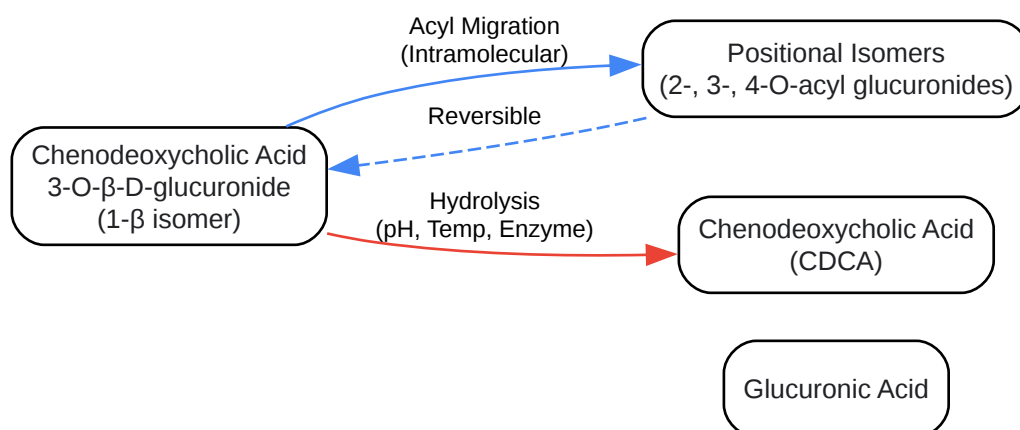 Acyl Migration
(Intramolecular)
Positional Isomers
(2-, 3-, 4-O-acyl glucuronides)
Reversible
Chenodeoxycholic Acid
3-O-β-D-glucuronide
(1-β isomer)
Hydrolysis
(pH, Temp, Enzyme)
Chenodeoxycholic Acid
(CDCA)
Glucuronic Acid